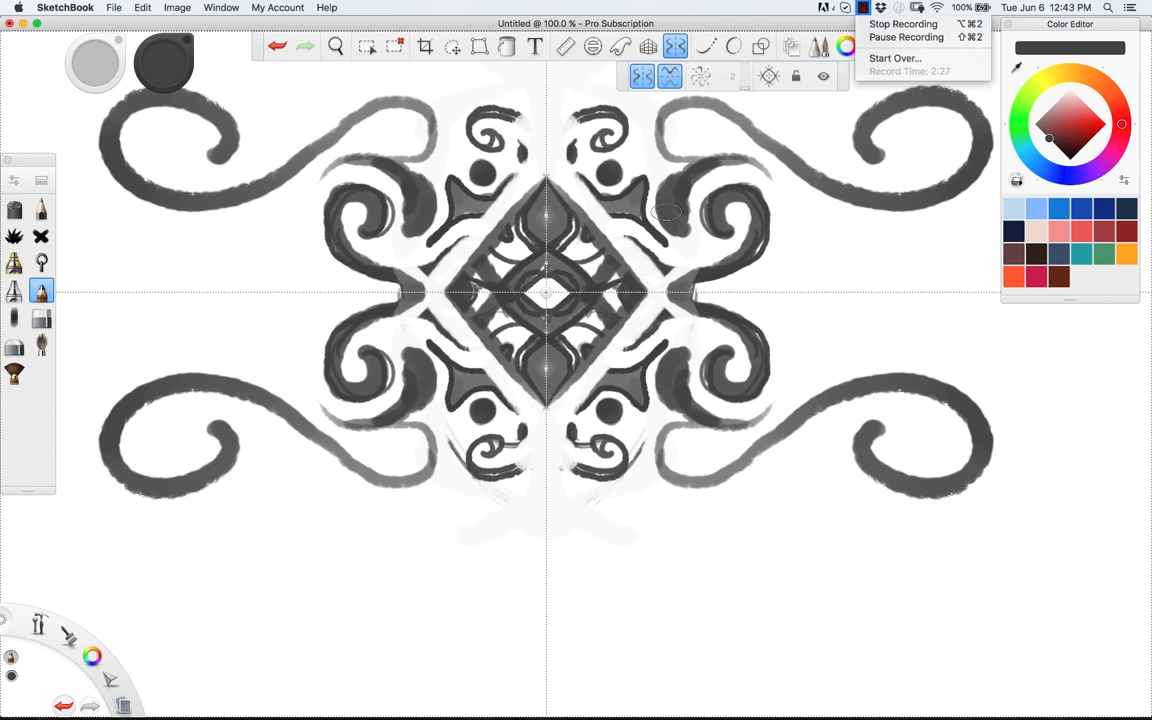 SketchBook File Edit Image Window My Account Help 4 100% Tue Jun 6 12:43 PM
Untitled @ 100.0 % - Pro Subscription
Stop Recording ⌥⌘2
Pause Recording ⇧⌘2
Start Over...
Record Time: 2:27
Color Editor
T
2